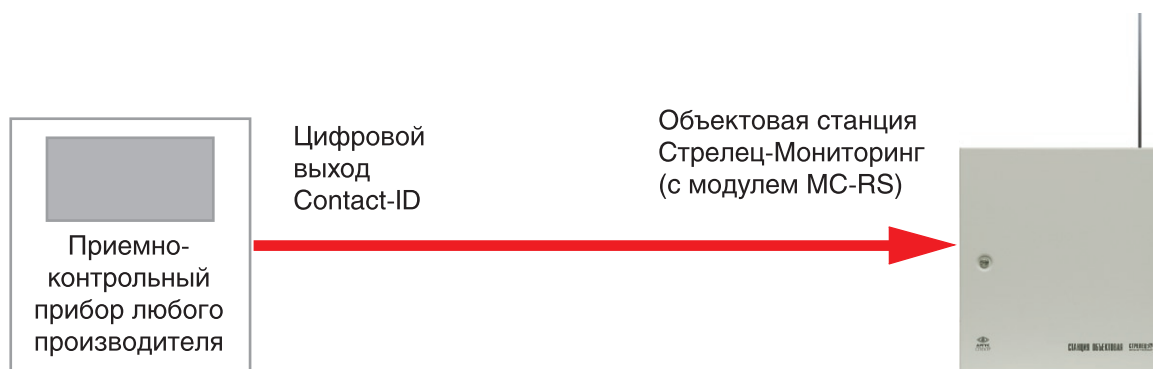 Цифровой
выход
Contact-ID
Объектовая станция
Стрелец-Мониторинг
(с модулем MC-RS)
Приемно-
контрольный
прибор любого
производителя
СТАНЦИЯ ОБЪЕКТОВАЯ